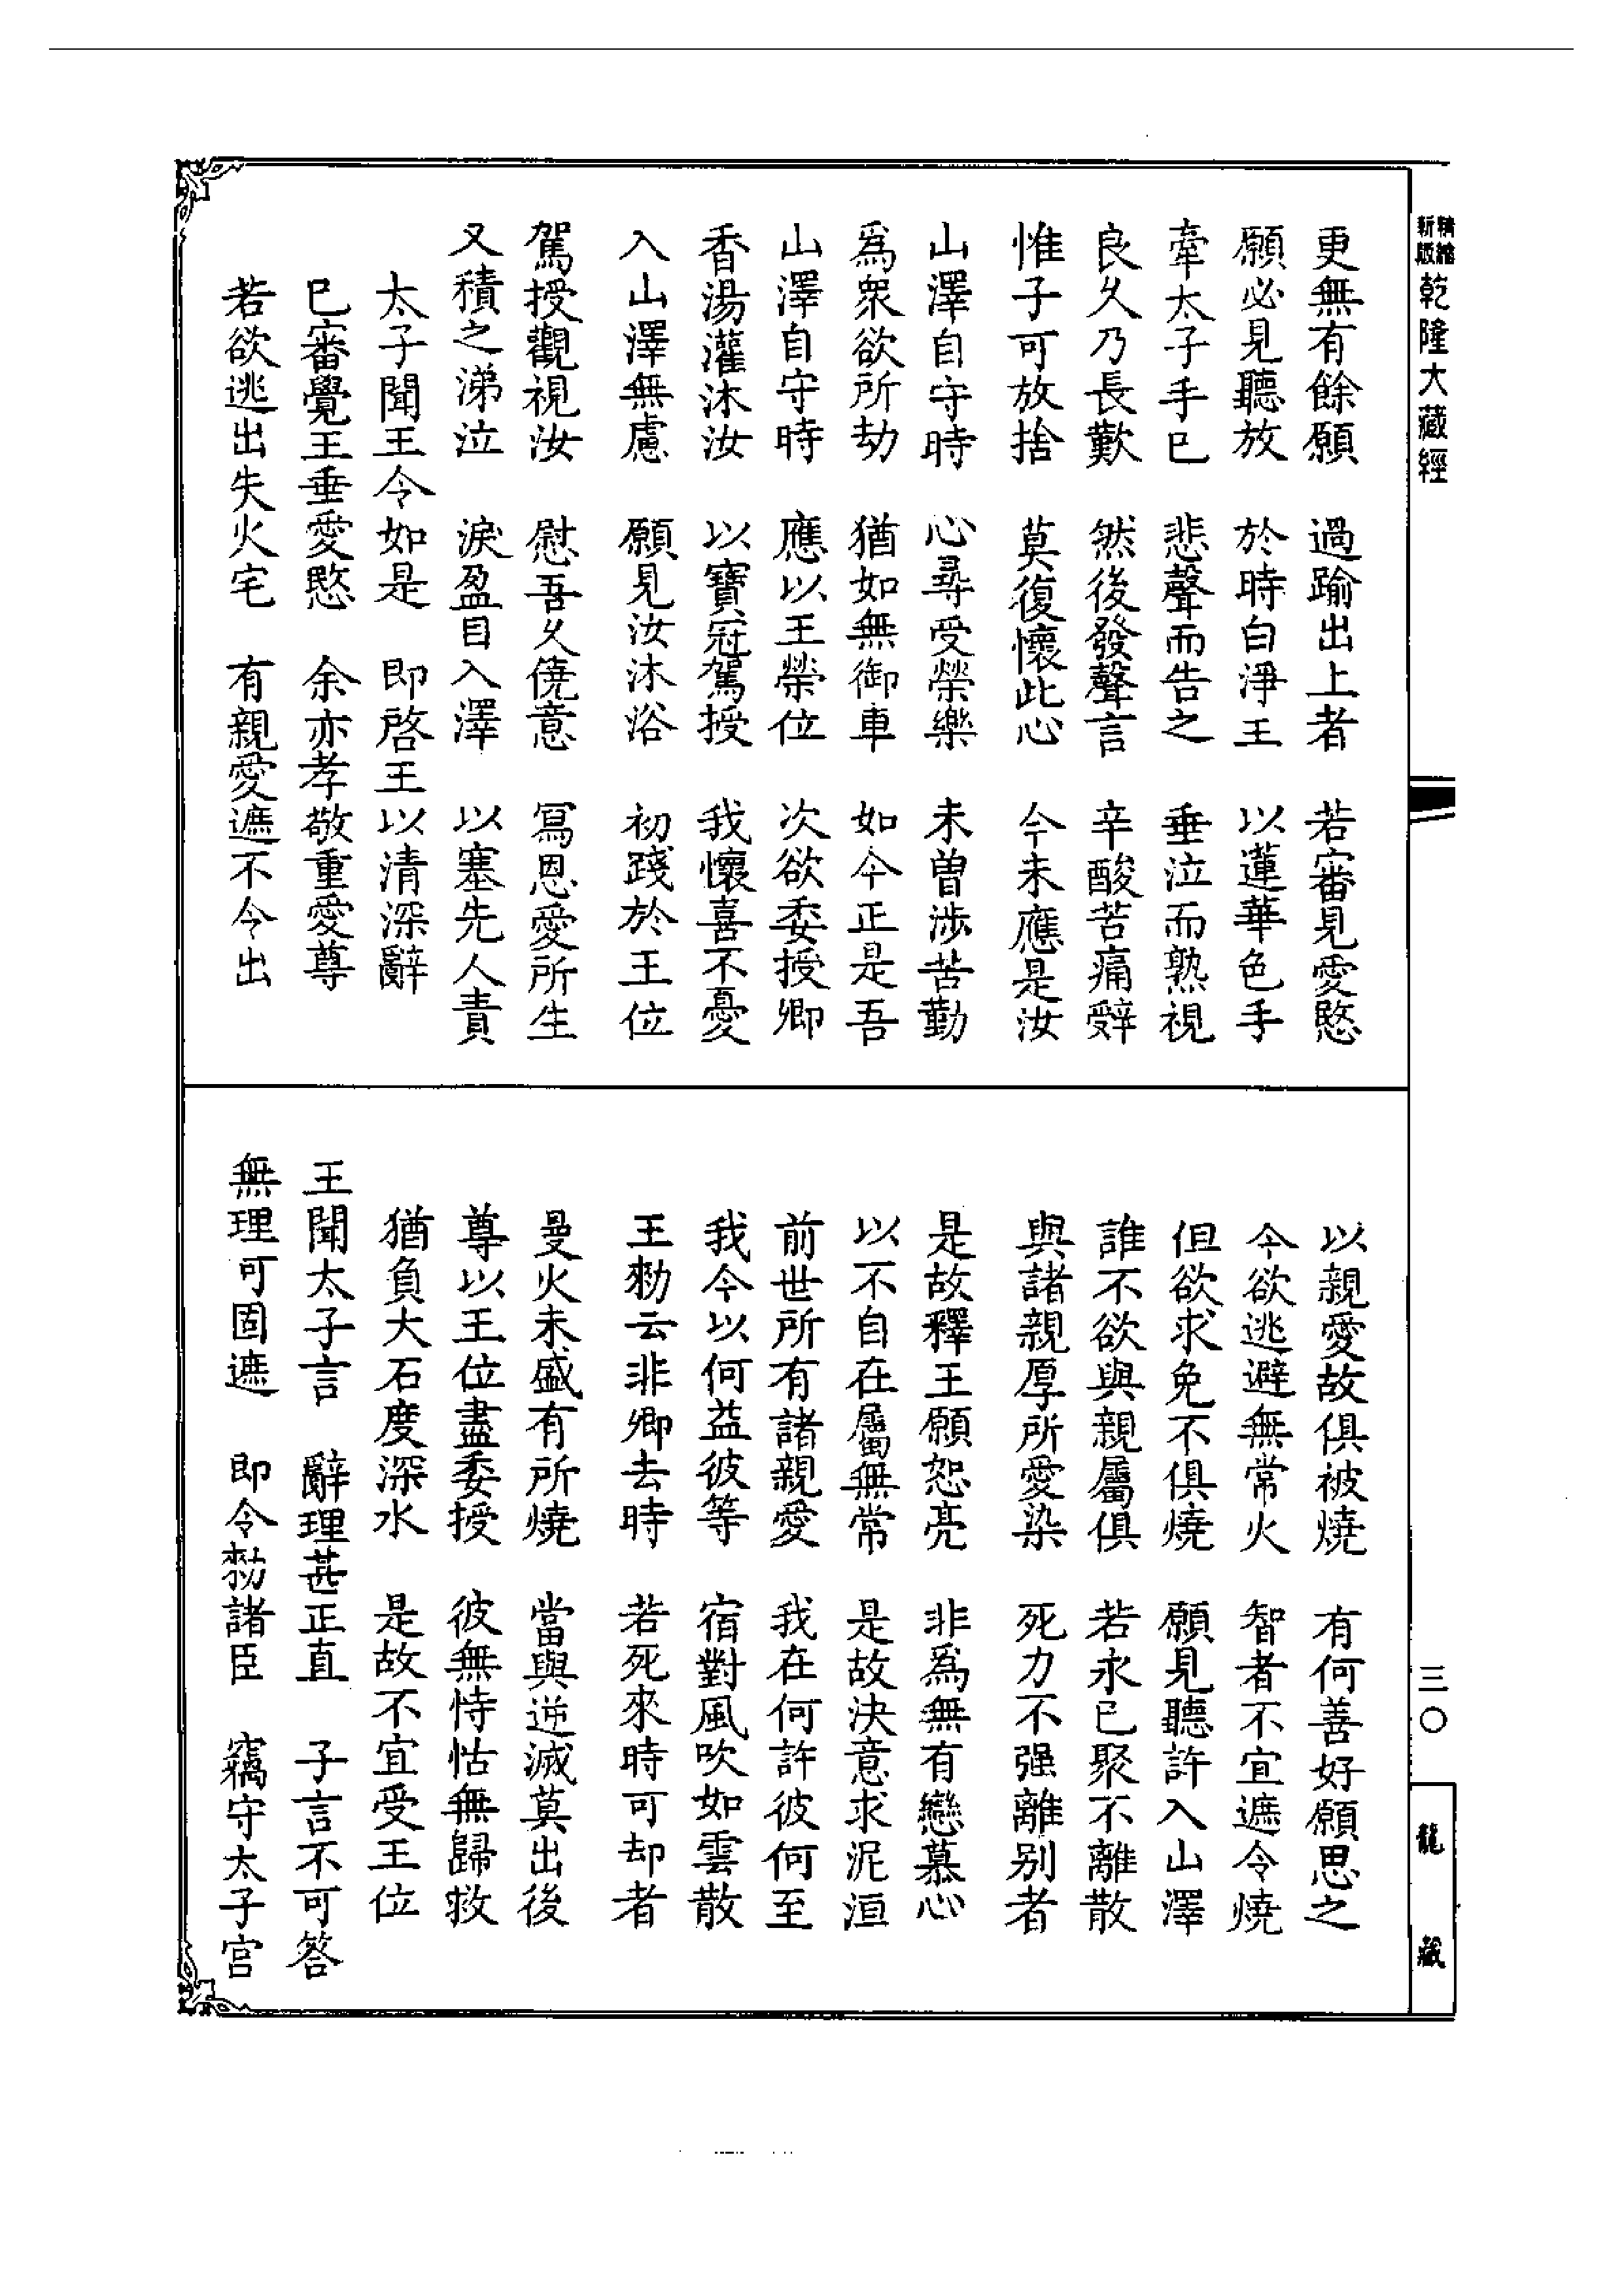 精縮新版乾隆大藏經
三〇
龍藏
更無有餘願　過踰出上者　若審見愛愍
願必見聽放　於時白淨王　以蓮華色手
牽太子手已　悲聲而告之　垂泣而熟視
良久乃長歎　然後發聲言　辛酸苦痛辭
惟子可放捨　莫復懷此心　今未應是汝
山澤自守時　心尋受榮樂　未曾涉苦勤
爲衆欲所劫　猶如無御車　如今正是吾
山澤自守時　應以王榮位　次欲委授卿
香湯灌沐汝　以寶冠駕授　我懷喜不憂
入山澤無慮　願見汝沐浴　初踐於王位
駕授觀視汝　慰吾久僥意　寫恩愛所生
又積之涕泣　淚盈目入澤　以塞先人責
太子聞王令如是　即啓王以清深辭
已審覺王垂愛愍　余亦孝敬重愛尊
若欲逃出失火宅　有親愛遮不令出
以親愛故俱被燒　有何善好願思之
今欲逃避無常火　智者不宜遮令燒
但欲求免不俱燒　願見聽許入山澤
誰不欲與親屬俱　若永已聚不離散
與諸親厚所愛染　死力不强離别者
是故釋王願恕亮　非爲無有戀慕心
以不自在屬無常　是故決意求泥洹
前世所有諸親愛　我在何許彼何至
我今以何益彼等　宿對風吹如雲散
王勑云非卿去時　若死來時可却者
曼火未盛有所燒　當與逆滅莫出後
尊以王位盡委授　彼無恃怙無歸救
猶負大石度深水　是故不宜受王位
王聞太子言　辭理甚正直　子言不可答
無理可固遮　即令勑諸臣　竊守太子宮